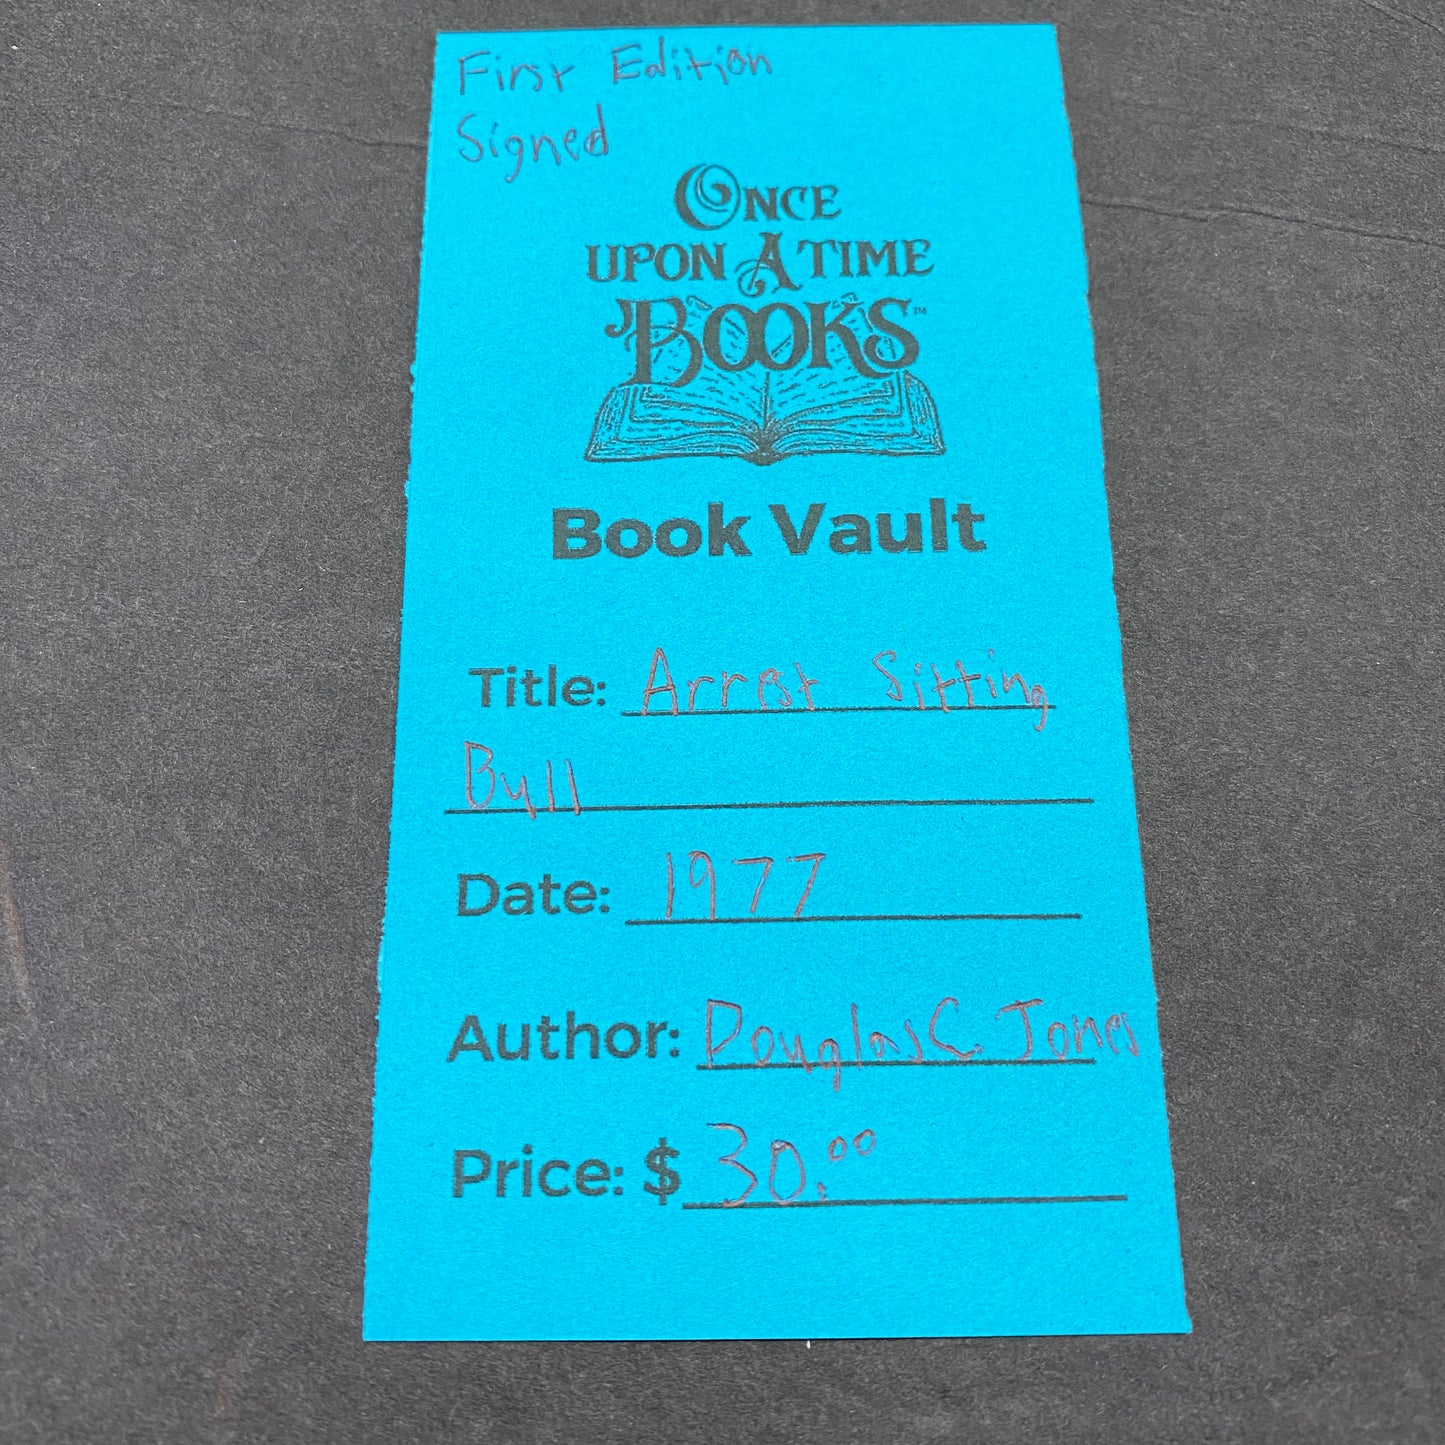 First Edition
Signed
ONCE
UPON A TIME
BOOKS™
Book Vault
Title: Arrest Sitting
Bull
Date: 1977
Author: Douglas C. Jones
Price: $ 30.00